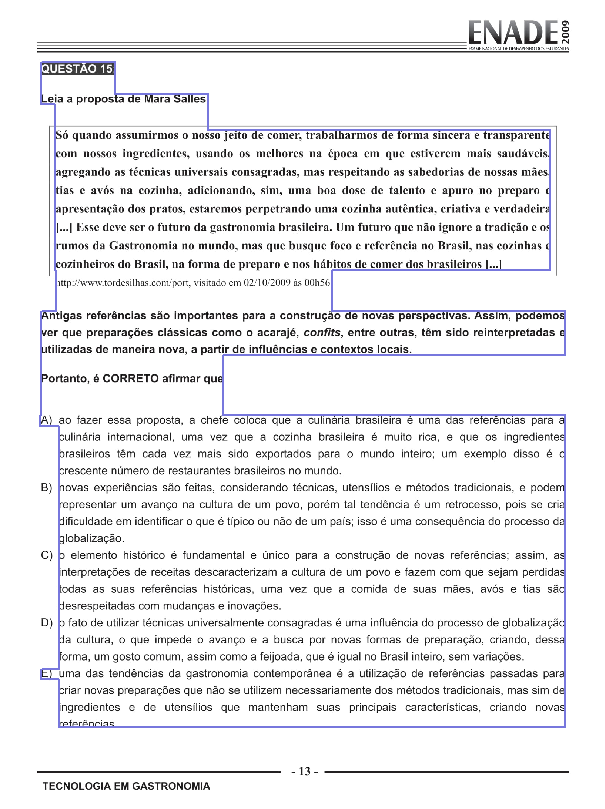 ENADE 2009
EXAME NACIONAL DE DESEMPENHO DOS ESTUDANTES
QUESTÃO 15
Leia a proposta de Mara Salles
Só quando assumirmos o nosso jeito de comer, trabalharmos de forma sincera e transparente
com nossos ingredientes, usando os melhores na época em que estiverem mais saudáveis,
agregando as técnicas universais consagradas, mas respeitando as sabedorias de nossas mães,
tias e avós na cozinha, adicionando, sim, uma boa dose de talento e apuro no preparo e
apresentação dos pratos, estaremos perpetrando uma cozinha autêntica, criativa e verdadeira
[...] Esse deve ser o futuro da gastronomia brasileira. Um futuro que não ignore a tradição e os
rumos da Gastronomia no mundo, mas que busque foco e referência no Brasil, nas cozinhas e
cozinheiros do Brasil, na forma de preparo e nos hábitos de comer dos brasileiros [...]
http://www.tordesilhas.com/port, visitado em 02/10/2009 às 00h56
Antigas referências são importantes para a construção de novas perspectivas. Assim, podemos
ver que preparações clássicas como o acarajé, confits, entre outras, têm sido reinterpretadas e
utilizadas de maneira nova, a partir de influências e contextos locais.
Portanto, é CORRETO afirmar que
A) ao fazer essa proposta, a chefe coloca que a culinária brasileira é uma das referências para a
culinária internacional, uma vez que a cozinha brasileira é muito rica, e que os ingredientes
brasileiros têm cada vez mais sido exportados para o mundo inteiro; um exemplo disso é o
crescente número de restaurantes brasileiros no mundo.
B) novas experiências são feitas, considerando técnicas, utensílios e métodos tradicionais, e podem
representar um avanço na cultura de um povo, porém tal tendência é um retrocesso, pois se cria
dificuldade em identificar o que é típico ou não de um país; isso é uma consequência do processo da
globalização.
C) o elemento histórico é fundamental e único para a construção de novas referências; assim, as
interpretações de receitas descaracterizam a cultura de um povo e fazem com que sejam perdidas
todas as suas referências históricas, uma vez que a comida de suas mães, avós e tias são
desrespeitadas com mudanças e inovações.
D) o fato de utilizar técnicas universalmente consagradas é uma influência do processo de globalização
da cultura, o que impede o avanço e a busca por novas formas de preparação, criando, dessa
forma, um gosto comum, assim como a feijoada, que é igual no Brasil inteiro, sem variações.
E) uma das tendências da gastronomia contemporânea é a utilização de referências passadas para
criar novas preparações que não se utilizem necessariamente dos métodos tradicionais, mas sim de
ingredientes e de utensílios que mantenham suas principais características, criando novas
referências.
- 13 -
TECNOLOGIA EM GASTRONOMIA